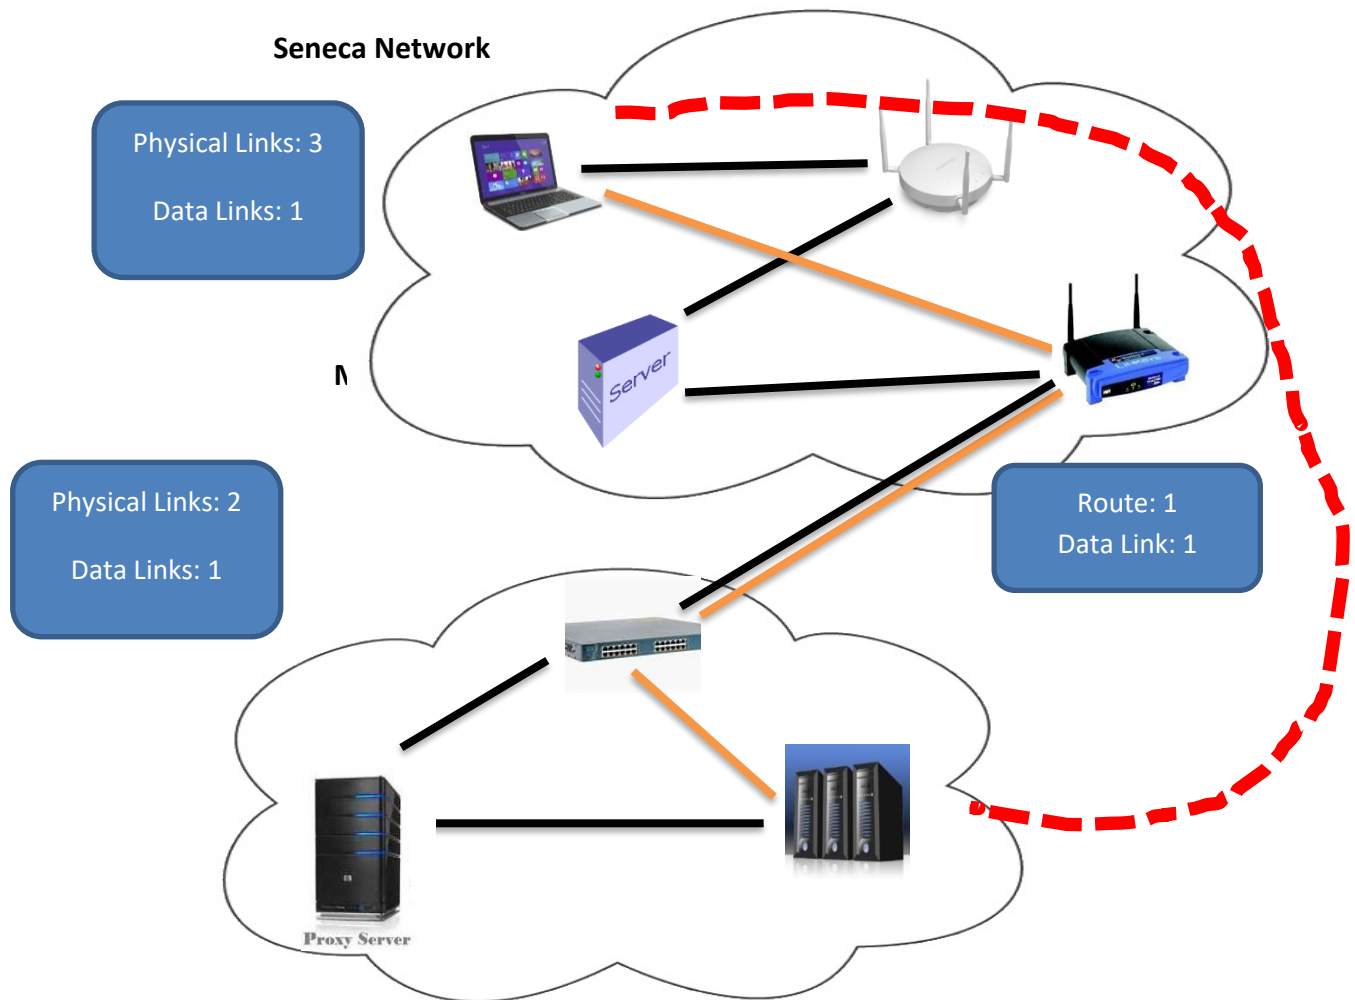 Seneca Network
Physical Links: 3
Data Links: 1
Server
Physical Links: 2
Data Links: 1
Route: 1
Data Link: 1
Proxy Server